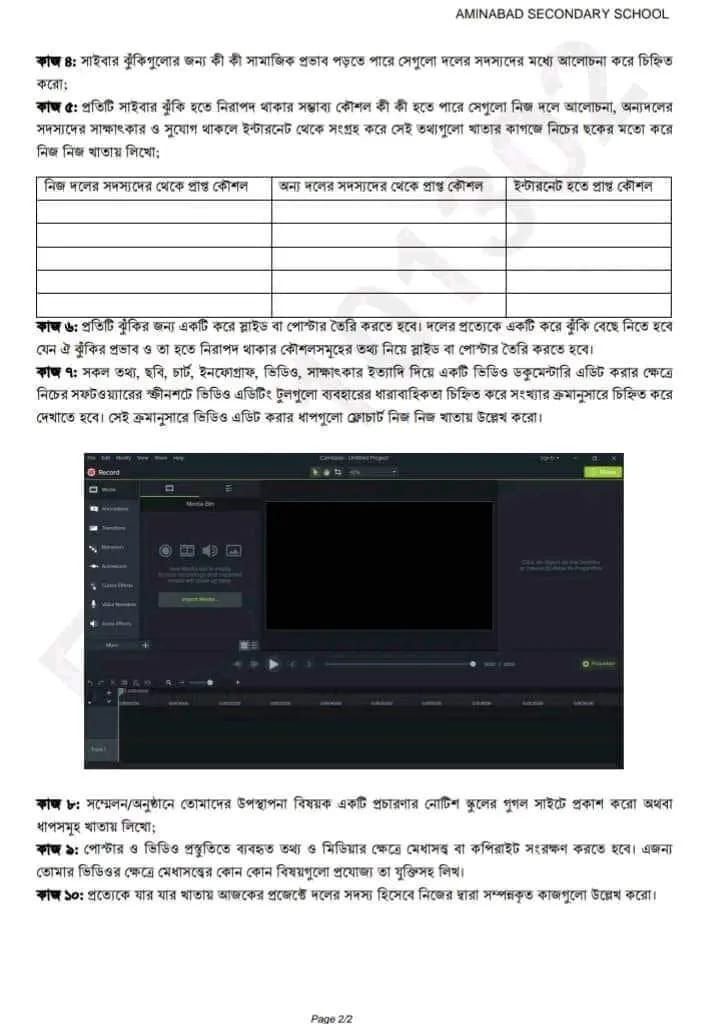 AMINABAD SECONDARY SCHOOL
কাজ ৪: সাইবার ঝুঁকিগুলোর জন্য কী কী সামাজিক প্রভাব পড়তে পারে সেগুলো দলের সদস্যদের মধ্যে আলোচনা করে চিহ্নিত
করো;
কাজ ৫: প্রতিটি সাইবার ঝুঁকি হতে নিরাপদ থাকার সম্ভাব্য কৌশল কী কী হতে পারে সেগুলো নিজ দলে আলোচনা, অন্যদলের
সদস্যদের সাক্ষাৎকার ও সুযোগ থাকলে ইন্টারনেট থেকে সংগ্রহ করে সেই তথ্যগুলো খাতার কাগজে নিচের ছকের মতো করে
নিজ নিজ খাতায় লিখো;
নিজ দলের সদস্যদের থেকে প্রাপ্ত কৌশল অন্য দলের সদস্যদের থেকে প্রাপ্ত কৌশল ইন্টারনেট হতে প্রাপ্ত কৌশল
কাজ ৬: প্রতিটি ঝুঁকির জন্য একটি করে স্লাইড বা পোস্টার তৈরি করতে হবে। দলের প্রত্যেকে একটি করে ঝুঁকি বেছে নিতে হবে
যেন ঐ ঝুঁকির প্রভাব ও তা হতে নিরাপদ থাকার কৌশলসমূহের তথ্য নিয়ে স্লাইড বা পোস্টার তৈরি করতে হবে।
কাজ ৭: সকল তথ্য, ছবি, চার্ট, ইনফোগ্রাফ, ভিডিও, সাক্ষাৎকার ইত্যাদি দিয়ে একটি ভিডিও ডকুমেন্টারি এডিট করার ক্ষেত্রে
নিচের সফটওয়্যারের স্ক্রীনশটে ভিডিও এডিটিং টুলগুলো ব্যবহারের ধারাবাহিকতা চিহ্নিত করে সংখ্যার ক্রমানুসারে চিহ্নিত করে
দেখাতে হবে। সেই ক্রমানুসারে ভিডিও এডিট করার ধাপগুলো ফ্লোচার্ট নিজ নিজ খাতায় উল্লেখ করো।
File Edit Modify View Share Help Camtasia - Untitled Project
Record
Media
Media Bin
Annotations
Transitions
Behaviors
Animations
Cursor Effects
Voice Narration
Audio Effects
Import Media...
More
Properties
Track 1
কাজ ৮: সম্মেলন/অনুষ্ঠানে তোমাদের উপস্থাপনা বিষয়ক একটি প্রচারণার নোটিশ স্কুলের গুগল সাইটে প্রকাশ করো অথবা
ধাপসমূহ খাতায় লিখো;
কাজ ৯: পোস্টার ও ভিডিও প্রস্তুতিতে ব্যবহৃত তথ্য ও মিডিয়ার ক্ষেত্রে মেধাসত্ত্ব বা কপিরাইট সংরক্ষণ করতে হবে। এজন্য
তোমার ভিডিওর ক্ষেত্রে মেধাসত্ত্বের কোন কোন বিষয়গুলো প্রযোজ্য তা যুক্তিসহ লিখ।
কাজ ১০: প্রত্যেকে যার যার খাতায় আজকের প্রজেক্টে দলের সদস্য হিসেবে নিজের দ্বারা সম্পন্নকৃত কাজগুলো উল্লেখ করো।
Page 2/2